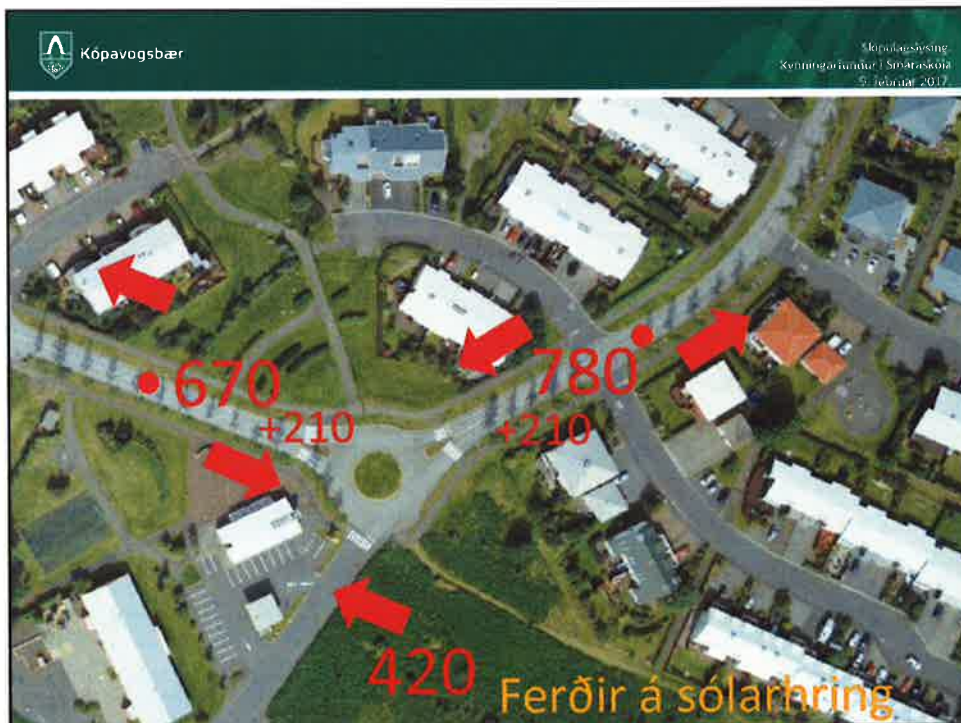 Kópavogsbær
Skipulagslýsing.
Kynningarfundur í Smáraskóla
9. febrúar 2017.
670
+210
780
+210
420
Ferðir á sólarhring